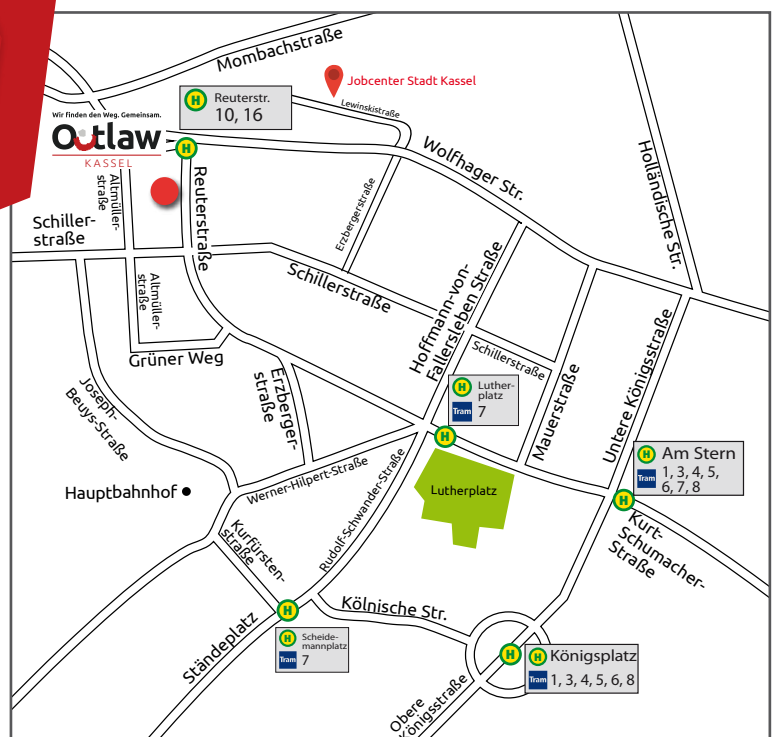 Mombachstraße
Jobcenter Stadt Kassel
H Reuterstr.
10, 16
Lewinskistraße
Wir finden den Weg. Gemeinsam.
Outlaw
KASSEL
H
Wolfhager Str.
Holländische Str.
Altmüller-
straße
Reuterstraße
Erzbergerstraße
Schiller-
straße
Schillerstraße
Hoffmann-von-
Fallersleben Straße
Altmüller-
straße
Grüner Weg
Schillerstraße
Mauerstraße
Untere Königsstraße
Joseph-
Beuys-Straße
Erzberger-
straße
H Luther-
platz
Tram 7
H
H Am Stern
Tram 1, 3, 4, 5,
6, 7, 8
H
Hauptbahnhof
Werner-Hilpert-Straße
Rudolf-Schwander-Straße
Lutherplatz
Kurt-
Schumacher-
Straße
Kurfürsten-
straße
Kölnische Str.
Ständeplatz
H
H Scheide-
mannplatz
Tram 7
H
H Königsplatz
Tram 1, 3, 4, 5, 6, 8
Obere
Königsstraße